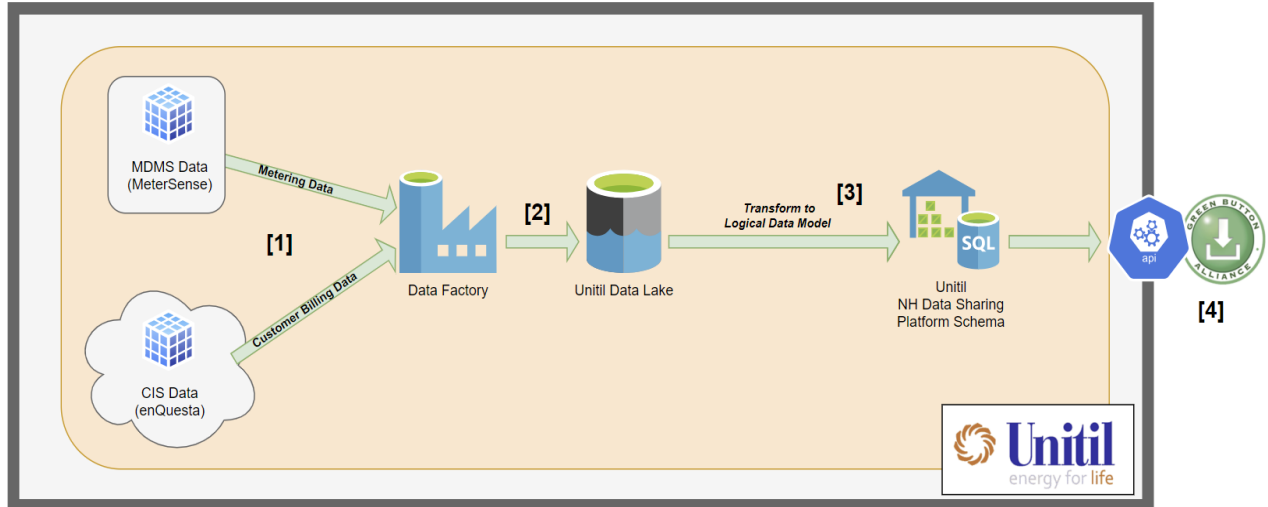 MDMS Data
(MeterSense)
Metering Data
[1]
Customer Billing Data
CIS Data
(enQuesta)
Data Factory
[2]
Unitil Data Lake
Transform to
Logical Data Model
[3]
SQL
Unitil
NH Data Sharing
Platform Schema
api
GREEN BUTTON
ALLIANCE
[4]
Unitil
energy for life